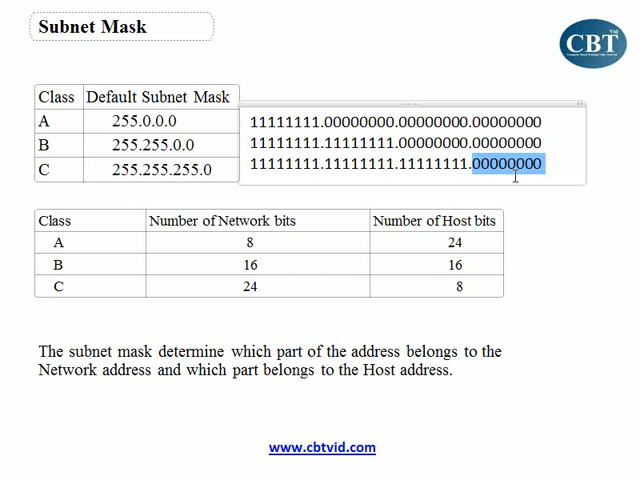 Subnet Mask
Vid
CBT
Class Default Subnet Mask
A 255.0.0.0 11111111.00000000.00000000.00000000
B 255.255.0.0 11111111.11111111.00000000.00000000
C 255.255.255.0 11111111.11111111.11111111.00000000
Class Number of Network bits Number of Host bits
A 8 24
B 16 16
C 24 8
The subnet mask determine which part of the address belongs to the
Network address and which part belongs to the Host address.
www.cbtvid.com